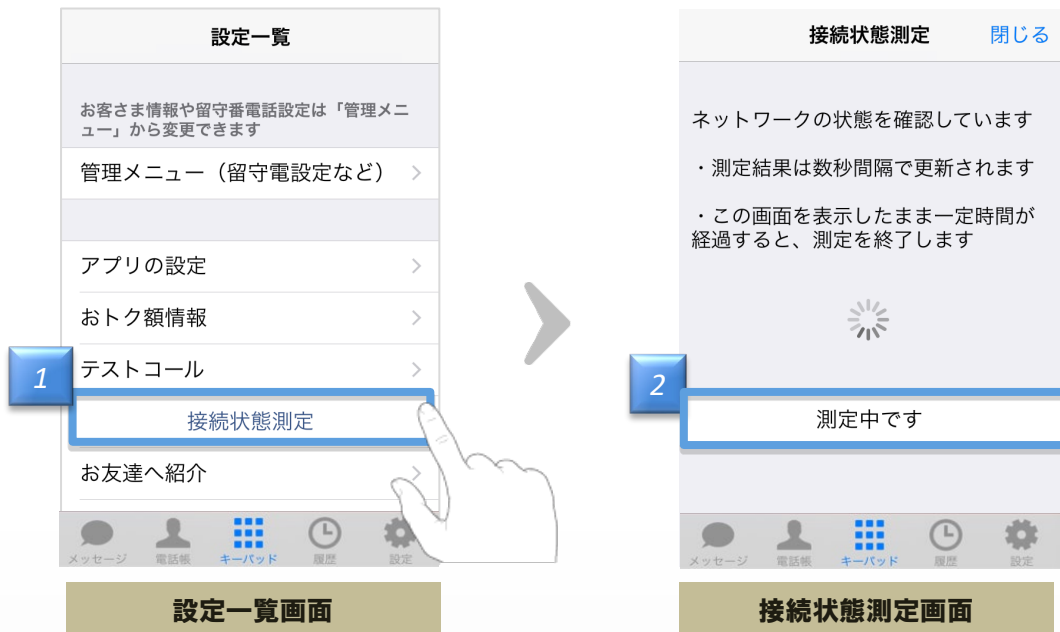 設定一覧
お客さま情報や留守番電話設定は「管理メニ
ュー」から変更できます
管理メニュー（留守電設定など）
アプリの設定
おトク額情報
1
テストコール
接続状態測定
お友達へ紹介
メッセージ 電話帳 キーパッド 履歴 設定
設定一覧画面
接続状態測定 閉じる
ネットワークの状態を確認しています
・測定結果は数秒間隔で更新されます
・この画面を表示したまま一定時間が
経過すると、測定を終了します
2
測定中です
メッセージ 電話帳 キーパッド 履歴 設定
接続状態測定画面